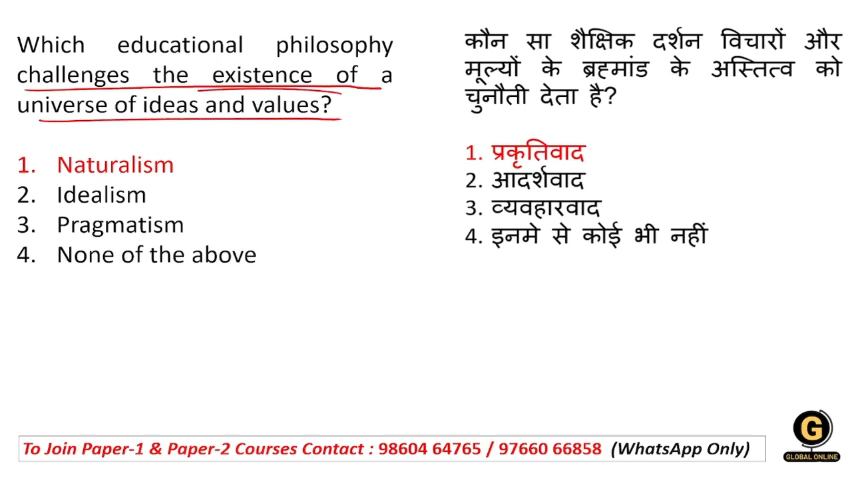 Which educational philosophy
challenges the existence of a
universe of ideas and values?
1. Naturalism
2. Idealism
3. Pragmatism
4. None of the above
कौन सा शैक्षिक दर्शन विचारों और
मूल्यों के ब्रह्मांड के अस्तित्व को
चुनौती देता है?
1. प्रकृतिवाद
2. आदर्शवाद
3. व्यवहारवाद
4. इनमे से कोई भी नहीं
To Join Paper-1 & Paper-2 Courses Contact : 98604 64765 / 97660 66858 (WhatsApp Only)
G
GLOBAL ONLINE